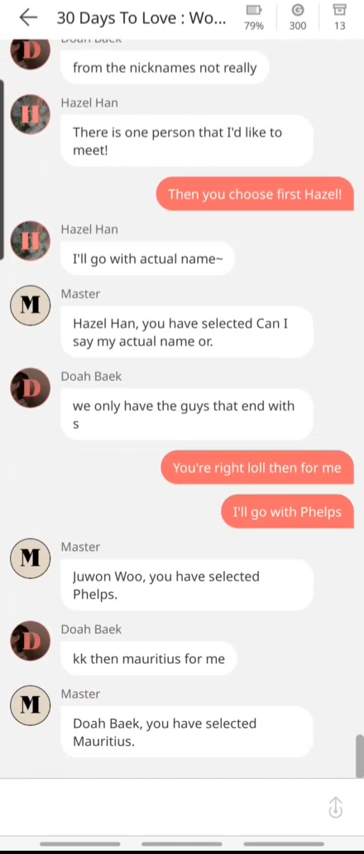 30 Days To Love : Wo...
79%
300
13
Doah Baek
from the nicknames not really
Hazel Han
There is one person that I'd like to
meet!
Then you choose first Hazel!
Hazel Han
I'll go with actual name~
Master
Hazel Han, you have selected Can I
say my actual name or.
Doah Baek
we only have the guys that end with
s
You're right loll then for me
I'll go with Phelps
Master
Juwon Woo, you have selected
Phelps.
Doah Baek
kk then mauritius for me
Master
Doah Baek, you have selected
Mauritius.